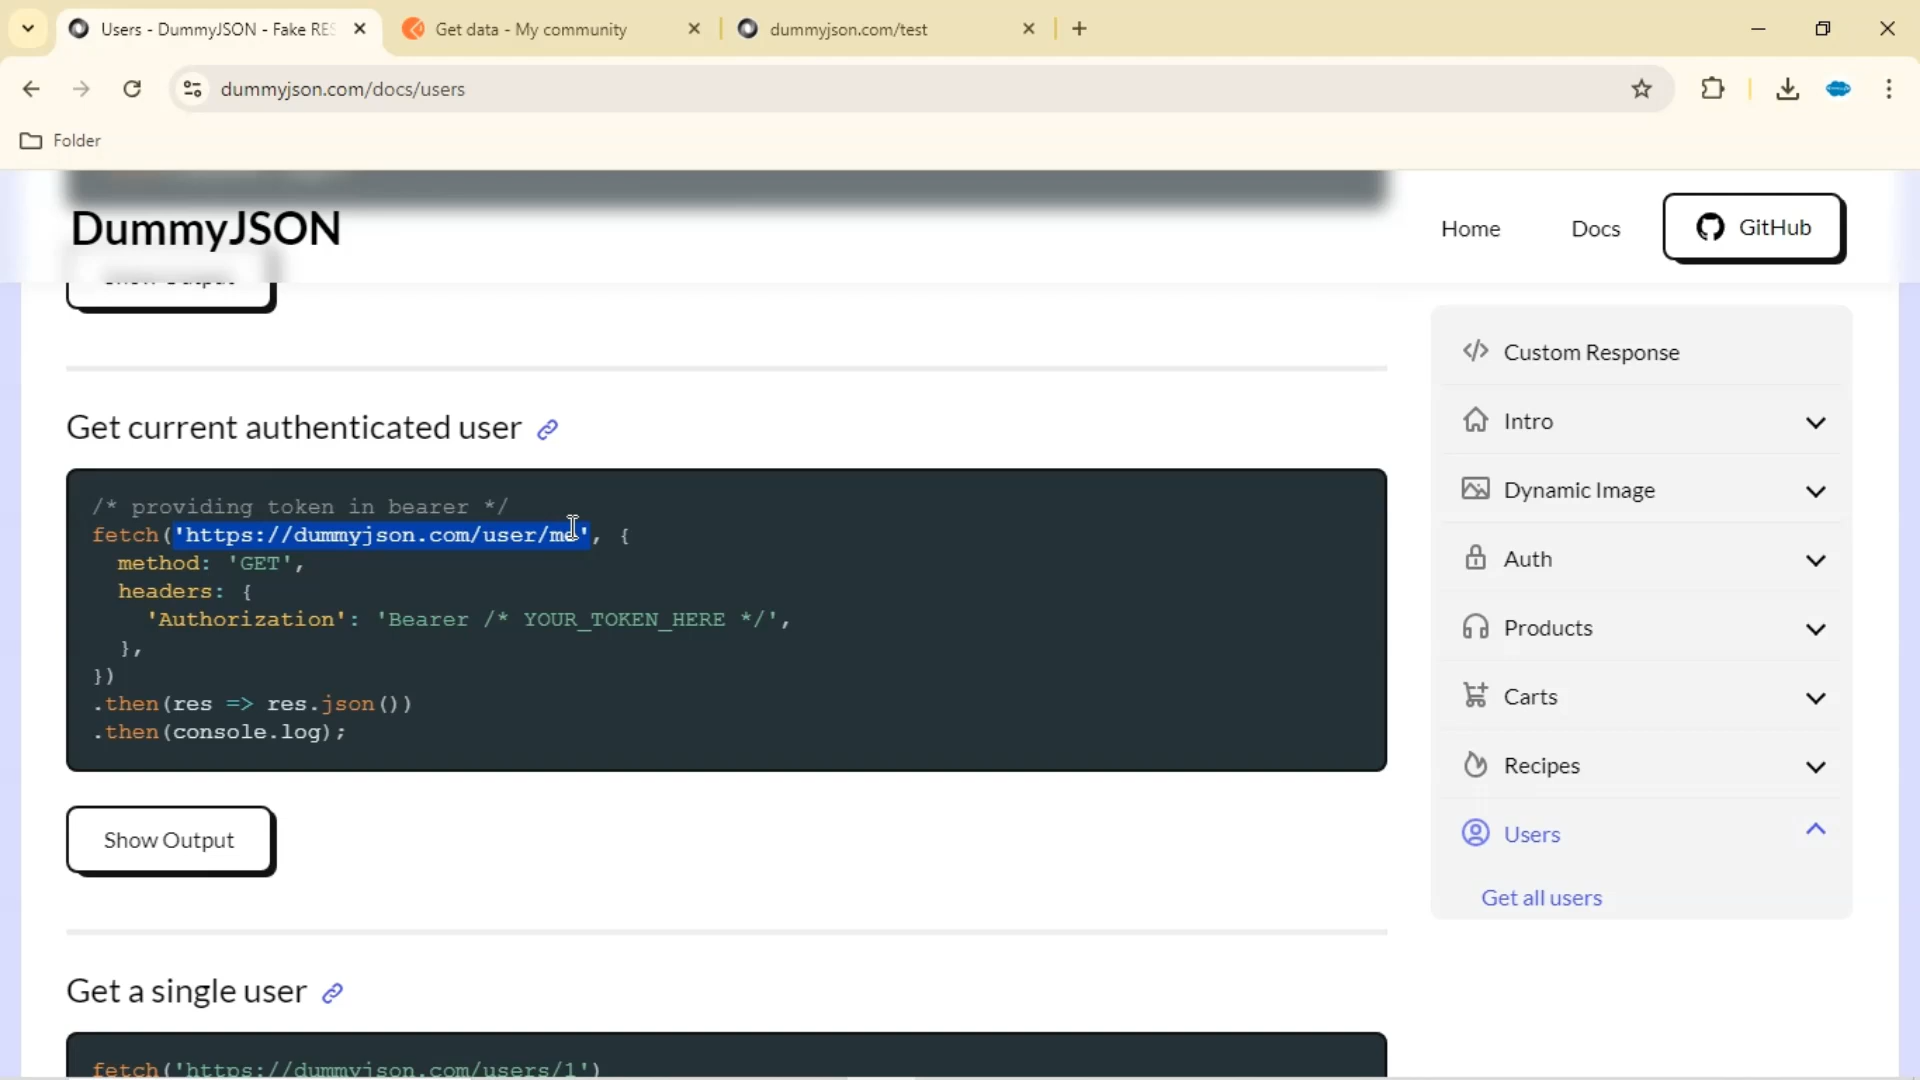 Users - DummyJSON - Fake RES
Get data - My community
dummyjson.com/test
dummyjson.com/docs/users
Folder
DummyJSON
Home
Docs
GitHub
Show Output
Get current authenticated user
/* providing token in bearer */
fetch('https://dummyjson.com/user/me', {
method: 'GET',
headers: {
'Authorization': 'Bearer /* YOUR_TOKEN_HERE */',
},
})
.then(res => res.json())
.then(console.log);
Show Output
Get a single user
fetch('https://dummyjson.com/users/1')
Custom Response
Intro
Dynamic Image
Auth
Products
Carts
Recipes
Users
Get all users